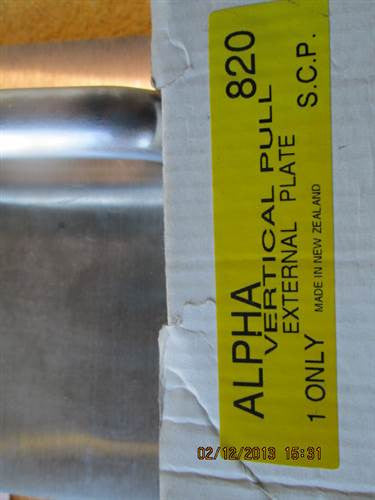 ALPHA 820
VERTICAL PULL
EXTERNAL PLATE
1 ONLY MADE IN NEW ZEALAND S.C.P.
02/12/2013 15:31